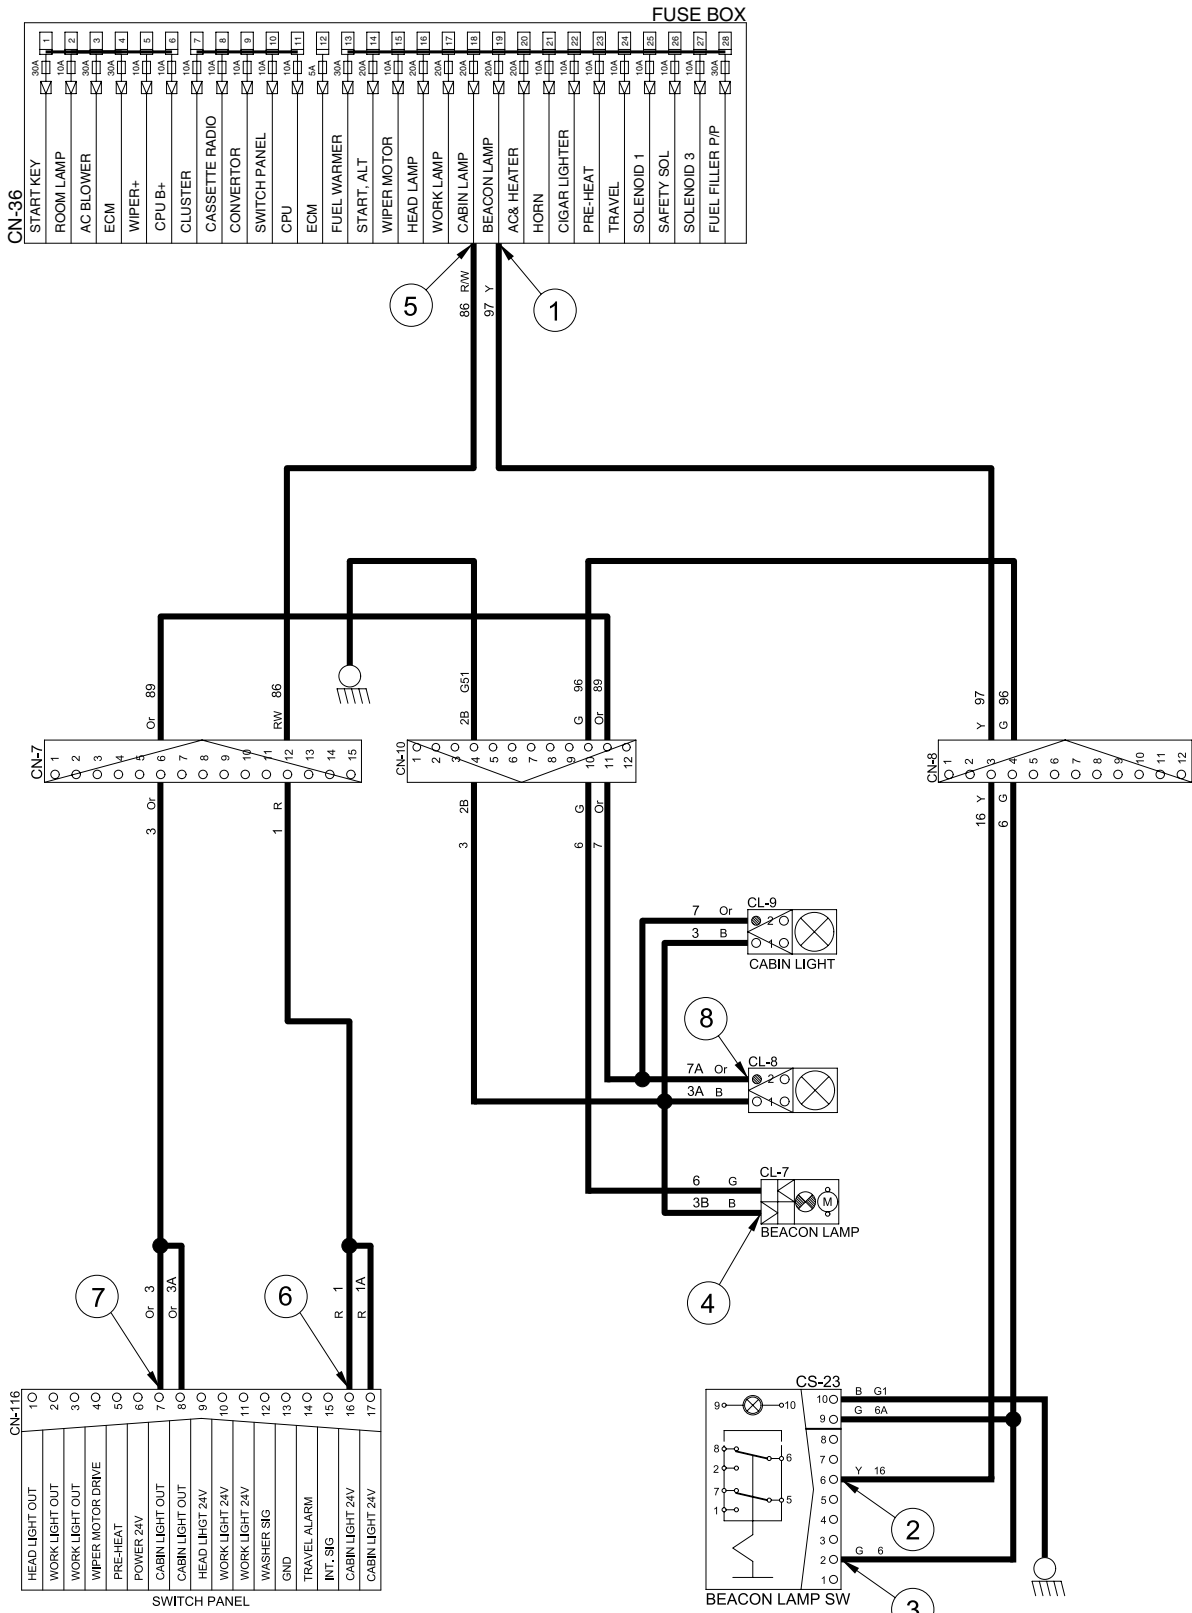 FUSE BOX
CN-36
1 2 3 4 5 6 7 8 9 10 11 12 13 14 15 16 17 18 19 20 21 22 23 24 25 26 27 28
30A 10A 30A 30A 10A 10A 10A 10A 10A 10A 10A 5A 30A 10A 10A 20A 20A 20A 20A 20A 10A 10A 10A 10A 10A 10A 10A 30A
START KEY
ROOM LAMP
AC BLOWER
ECM
WIPER+
CPU B+
CLUSTER
CASSETTE RADIO
CONVERTOR
SWITCH PANEL
CPU
ECM
FUEL WARMER
START, ALT
WIPER MOTOR
HEAD LAMP
WORK LAMP
CABIN LAMP
BEACON LAMP
AC& HEATER
HORN
CIGAR LIGHTER
PRE-HEAT
TRAVEL
SOLENOID 1
SAFETY SOL
SOLENOID 3
FUEL FILLER P/P
5
86 R/W
97 Y
1
Or 89
RW 86
2B G51
G 96
Or 89
Y 97
G 96
CN-7
1 2 3 4 5 6 7 8 9 10 11 12 13 14 15
CN-10
1 2 3 4 5 6 7 8 9 10 11 12
CN-8
1 2 3 4 5 6 7 8 9 10 11 12
3 Or
1 R
3 2B
6 G
7 Or
16 Y
6 G
CL-9
7 Or 2
3 B 1
CABIN LIGHT
8
CL-8
7A Or 2
3A B 1
CL-7
6 G
3B B
M
BEACON LAMP
4
7
Or 3
Or 3A
6
R 1
R 1A
CN-116
1 2 3 4 5 6 7 8 9 10 11 12 13 14 15 16 17
HEAD LIGHT OUT
WORK LIGHT OUT
WORK LIGHT OUT
WIPER MOTOR DRIVE
PRE-HEAT
POWER 24V
CABIN LIGHT OUT
CABIN LIGHT OUT
HEAD LIHGT 24V
WORK LIGHT 24V
WORK LIGHT 24V
WASHER SIG
GND
TRAVEL ALARM
INT. SIG
CABIN LIGHT 24V
CABIN LIGHT 24V
SWITCH PANEL
CS-23
9 10 10 B G1
9 G 6A
8 6 8
2 7
7 5 6 Y 16
1 5
2
4
3
2 G 6
1
3
BEACON LAMP SW